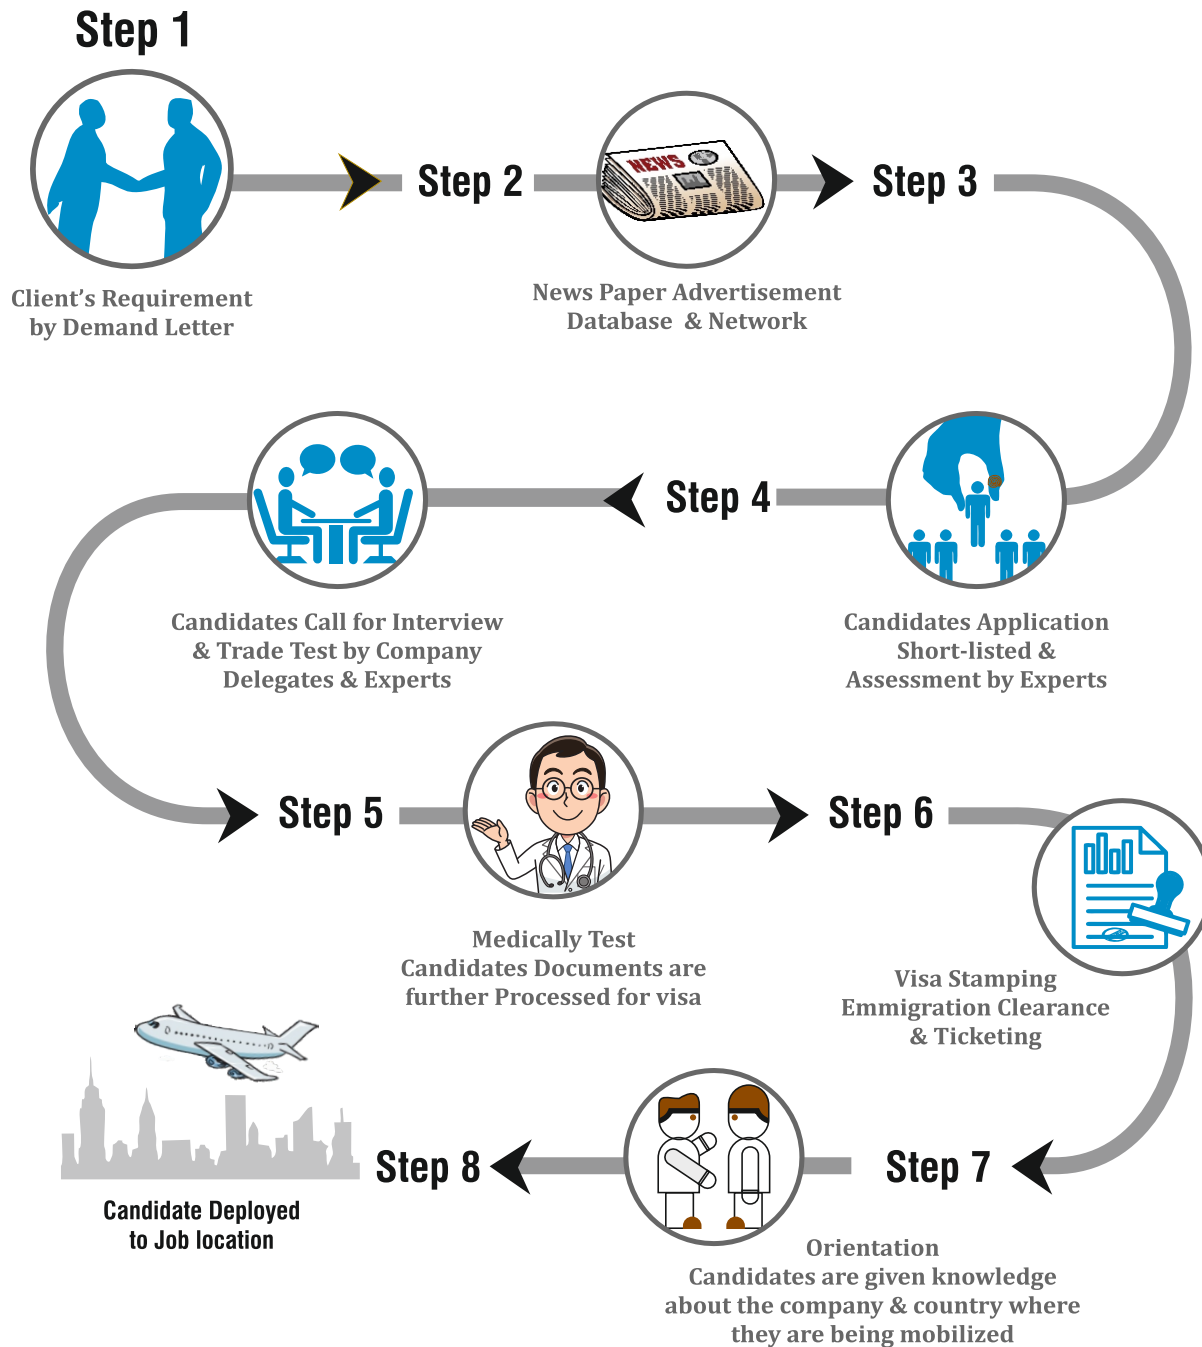 Step 1
Client's Requirement
by Demand Letter
Step 2
NEWS
News Paper Advertisement
Database & Network
Step 3
Candidates Application
Short-listed &
Assessment by Experts
Step 4
Candidates Call for Interview
& Trade Test by Company
Delegates & Experts
Step 5
Medically Test
Candidates Documents are
further Processed for visa
Step 6
Visa Stamping
Emmigration Clearance
& Ticketing
Step 7
Orientation
Candidates are given knowledge
about the company & country where
they are being mobilized
Step 8
Candidate Deployed
to Job location